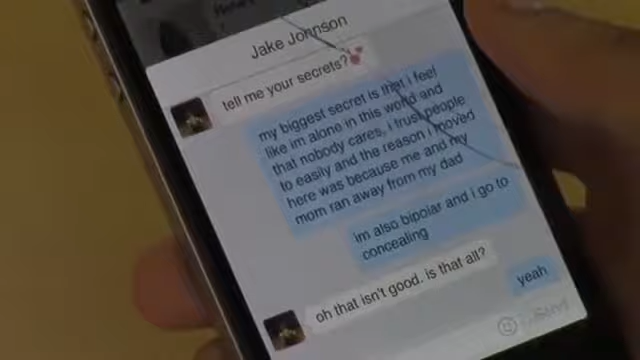 Jake Johnson
tell me your secrets?
my biggest secret is that i feel
like im alone in this world and
that nobody cares, i trust people
to easily and the reason i moved
here was because me and my
mom ran away from my dad
im also bipolar and i go to
concealing
oh that isn't good. is that all?
yeah
Send